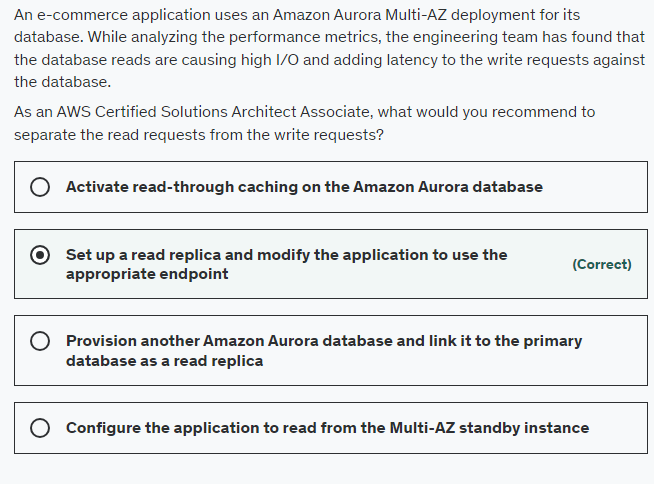 An e-commerce application uses an Amazon Aurora Multi-AZ deployment for its
database. While analyzing the performance metrics, the engineering team has found that
the database reads are causing high I/O and adding latency to the write requests against
the database.
As an AWS Certified Solutions Architect Associate, what would you recommend to
separate the read requests from the write requests?
Activate read-through caching on the Amazon Aurora database
Set up a read replica and modify the application to use the
appropriate endpoint
(Correct)
Provision another Amazon Aurora database and link it to the primary
database as a read replica
Configure the application to read from the Multi-AZ standby instance